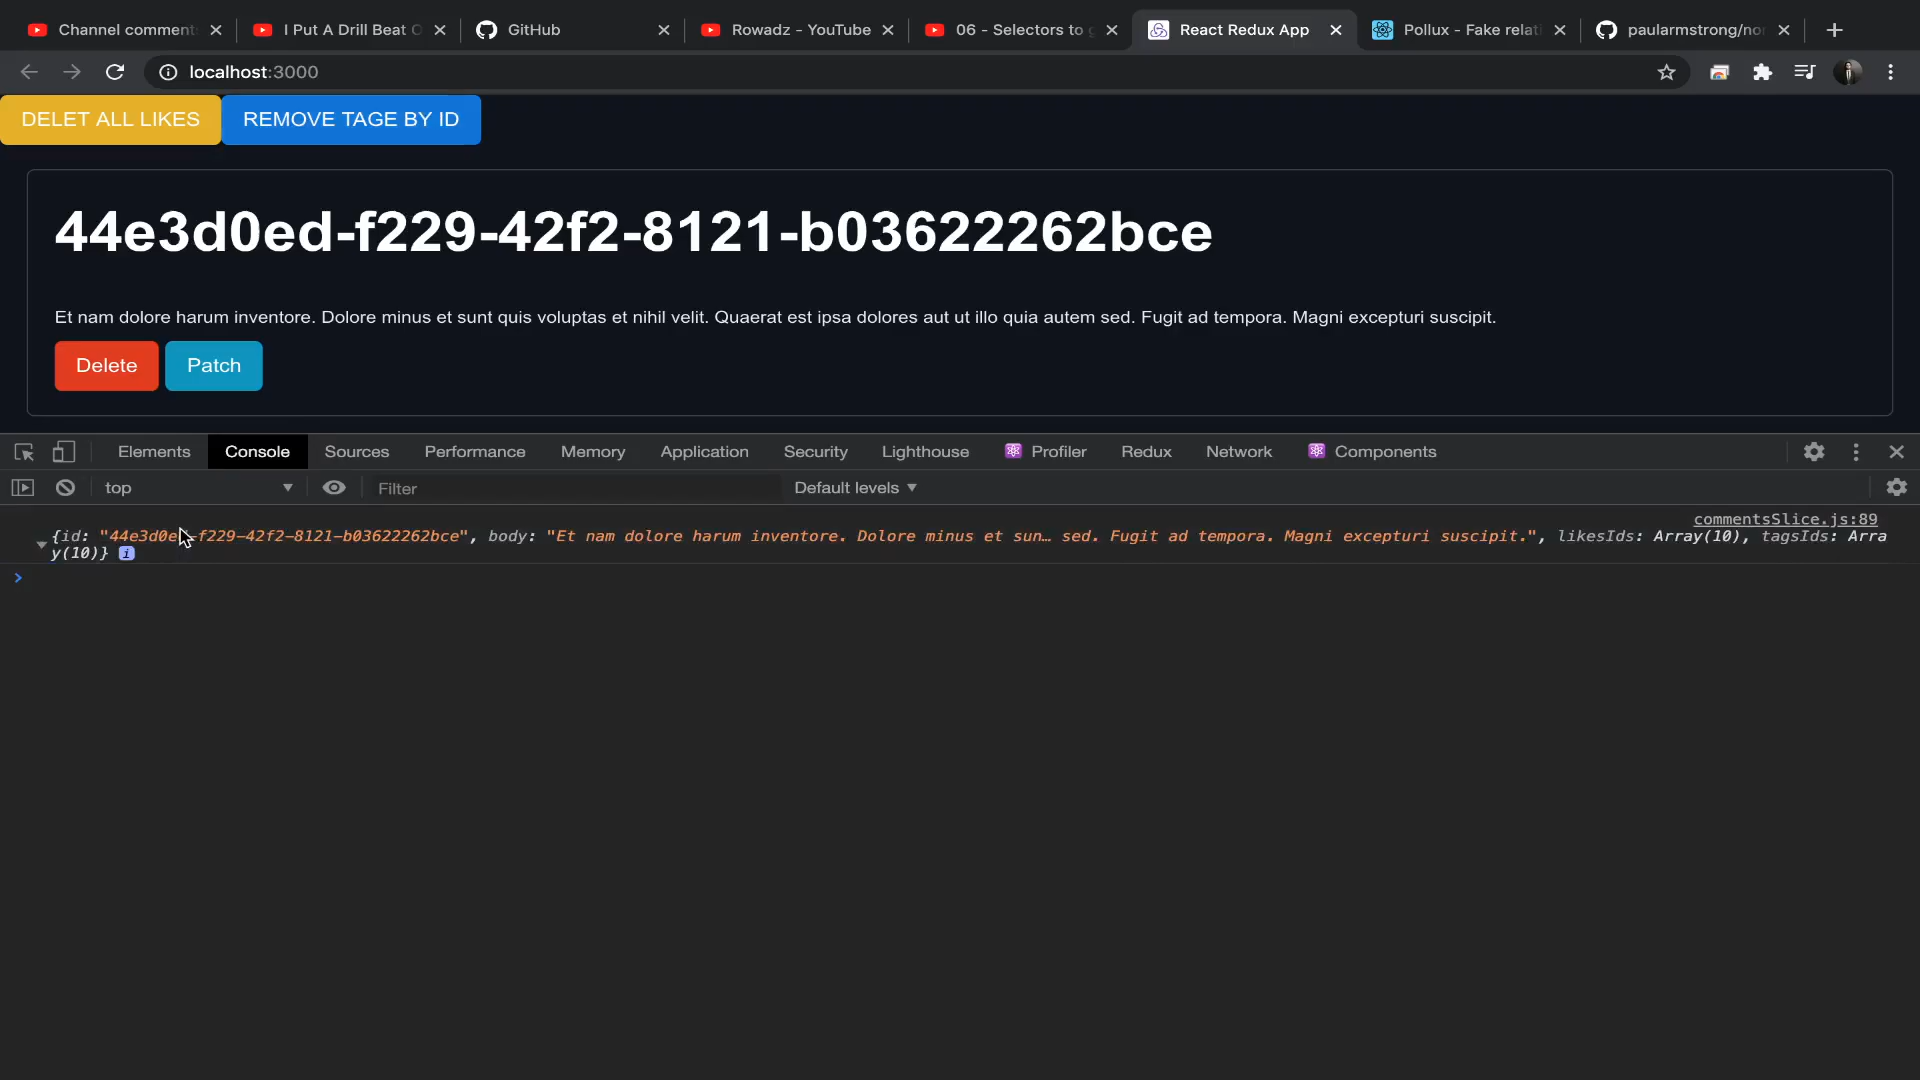 Channel comment
I Put A Drill Beat O
GitHub
Rowadz - YouTube
06 - Selectors to g
React Redux App
Pollux - Fake relati
paularmstrong/nor
localhost:3000
DELET ALL LIKES
REMOVE TAGE BY ID
44e3d0ed-f229-42f2-8121-b03622262bce
Et nam dolore harum inventore. Dolore minus et sunt quis voluptas et nihil velit. Quaerat est ipsa dolores aut ut illo quia autem sed. Fugit ad tempora. Magni excepturi suscipit.
Delete
Patch
Elements
Console
Sources
Performance
Memory
Application
Security
Lighthouse
Profiler
Redux
Network
Components
top
Filter
Default levels
commentsSlice.js:89
{id: "44e3d0ed-f229-42f2-8121-b03622262bce", body: "Et nam dolore harum inventore. Dolore minus et sun… sed. Fugit ad tempora. Magni excepturi suscipit.", likesIds: Array(10), tagsIds: Arra
y(10)} i